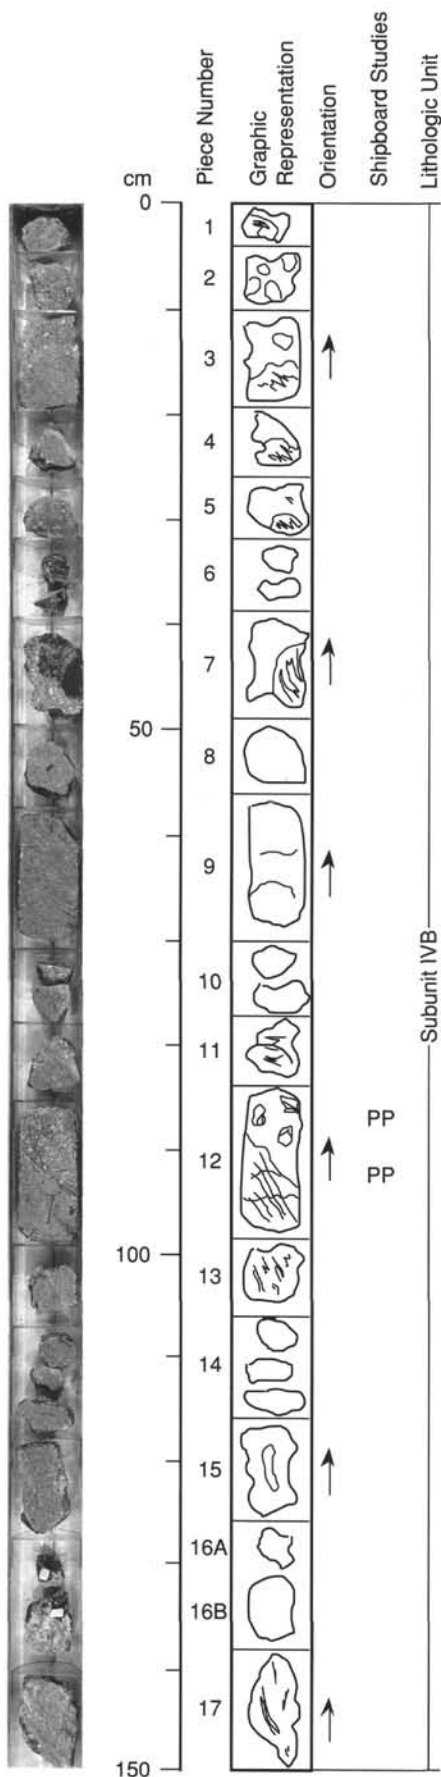 cm
Piece Number
Graphic
Representation
Orientation
Shipboard Studies
Lithologic Unit
0
1
2
3
4
5
6
7
50
8
9
10
11
12
PP
PP
Subunit IVB
100
13
14
15
16A
16B
17
150